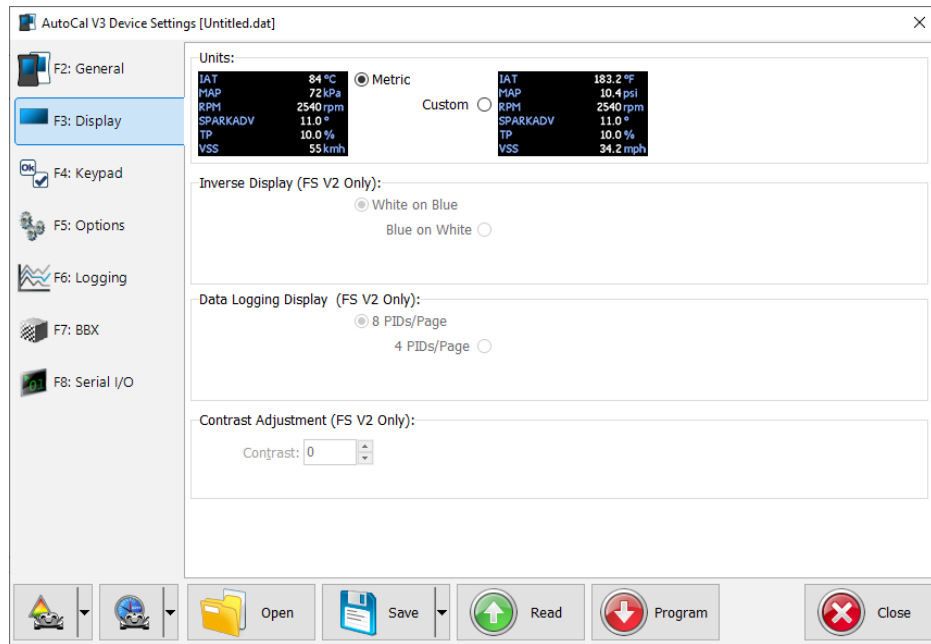 AutoCal V3 Device Settings [Untitled.dat]
F2: General
F3: Display
F4: Keypad
F5: Options
F6: Logging
F7: BBX
F8: Serial I/O
Units:
IAT 84 °C
MAP 72 kPa
RPM 2540 rpm
SPARKADV 11.0 °
TP 10.0 %
VSS 55 kmh
Metric
Custom
IAT 183.2 °F
MAP 10.4 psi
RPM 2540 rpm
SPARKADV 11.0 °
TP 10.0 %
VSS 34.2 mph
Inverse Display (FS V2 Only):
White on Blue
Blue on White
Data Logging Display (FS V2 Only):
8 PIDs/Page
4 PIDs/Page
Contrast Adjustment (FS V2 Only):
Contrast: 0
Open
Save
Read
Program
Close